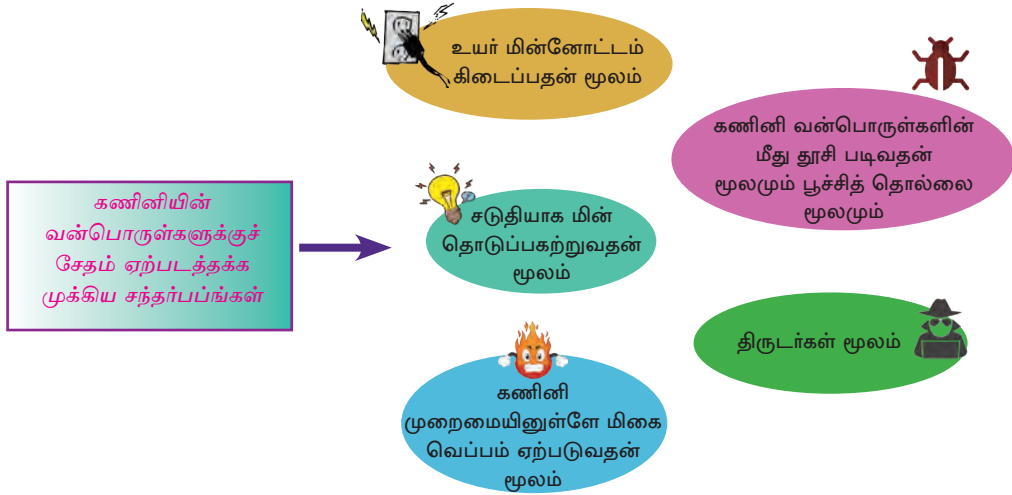 கணினியின்
வன்பொருள்களுக்குச்
சேதம் ஏற்படத்தக்க
முக்கிய சந்தர்பப்ங்கள்
உயர் மின்னோட்டம்
கிடைப்பதன் மூலம்
கணினி வன்பொருள்களின்
மீது தூசி படிவதன்
மூலமும் பூச்சித் தொல்லை
மூலமும்
சடுதியாக மின்
தொடுப்பகற்றுவதன்
மூலம்
திருடர்கள் மூலம்
கணினி
முறைமையினுள்ளே மிகை
வெப்பம் ஏற்படுவதன்
மூலம்